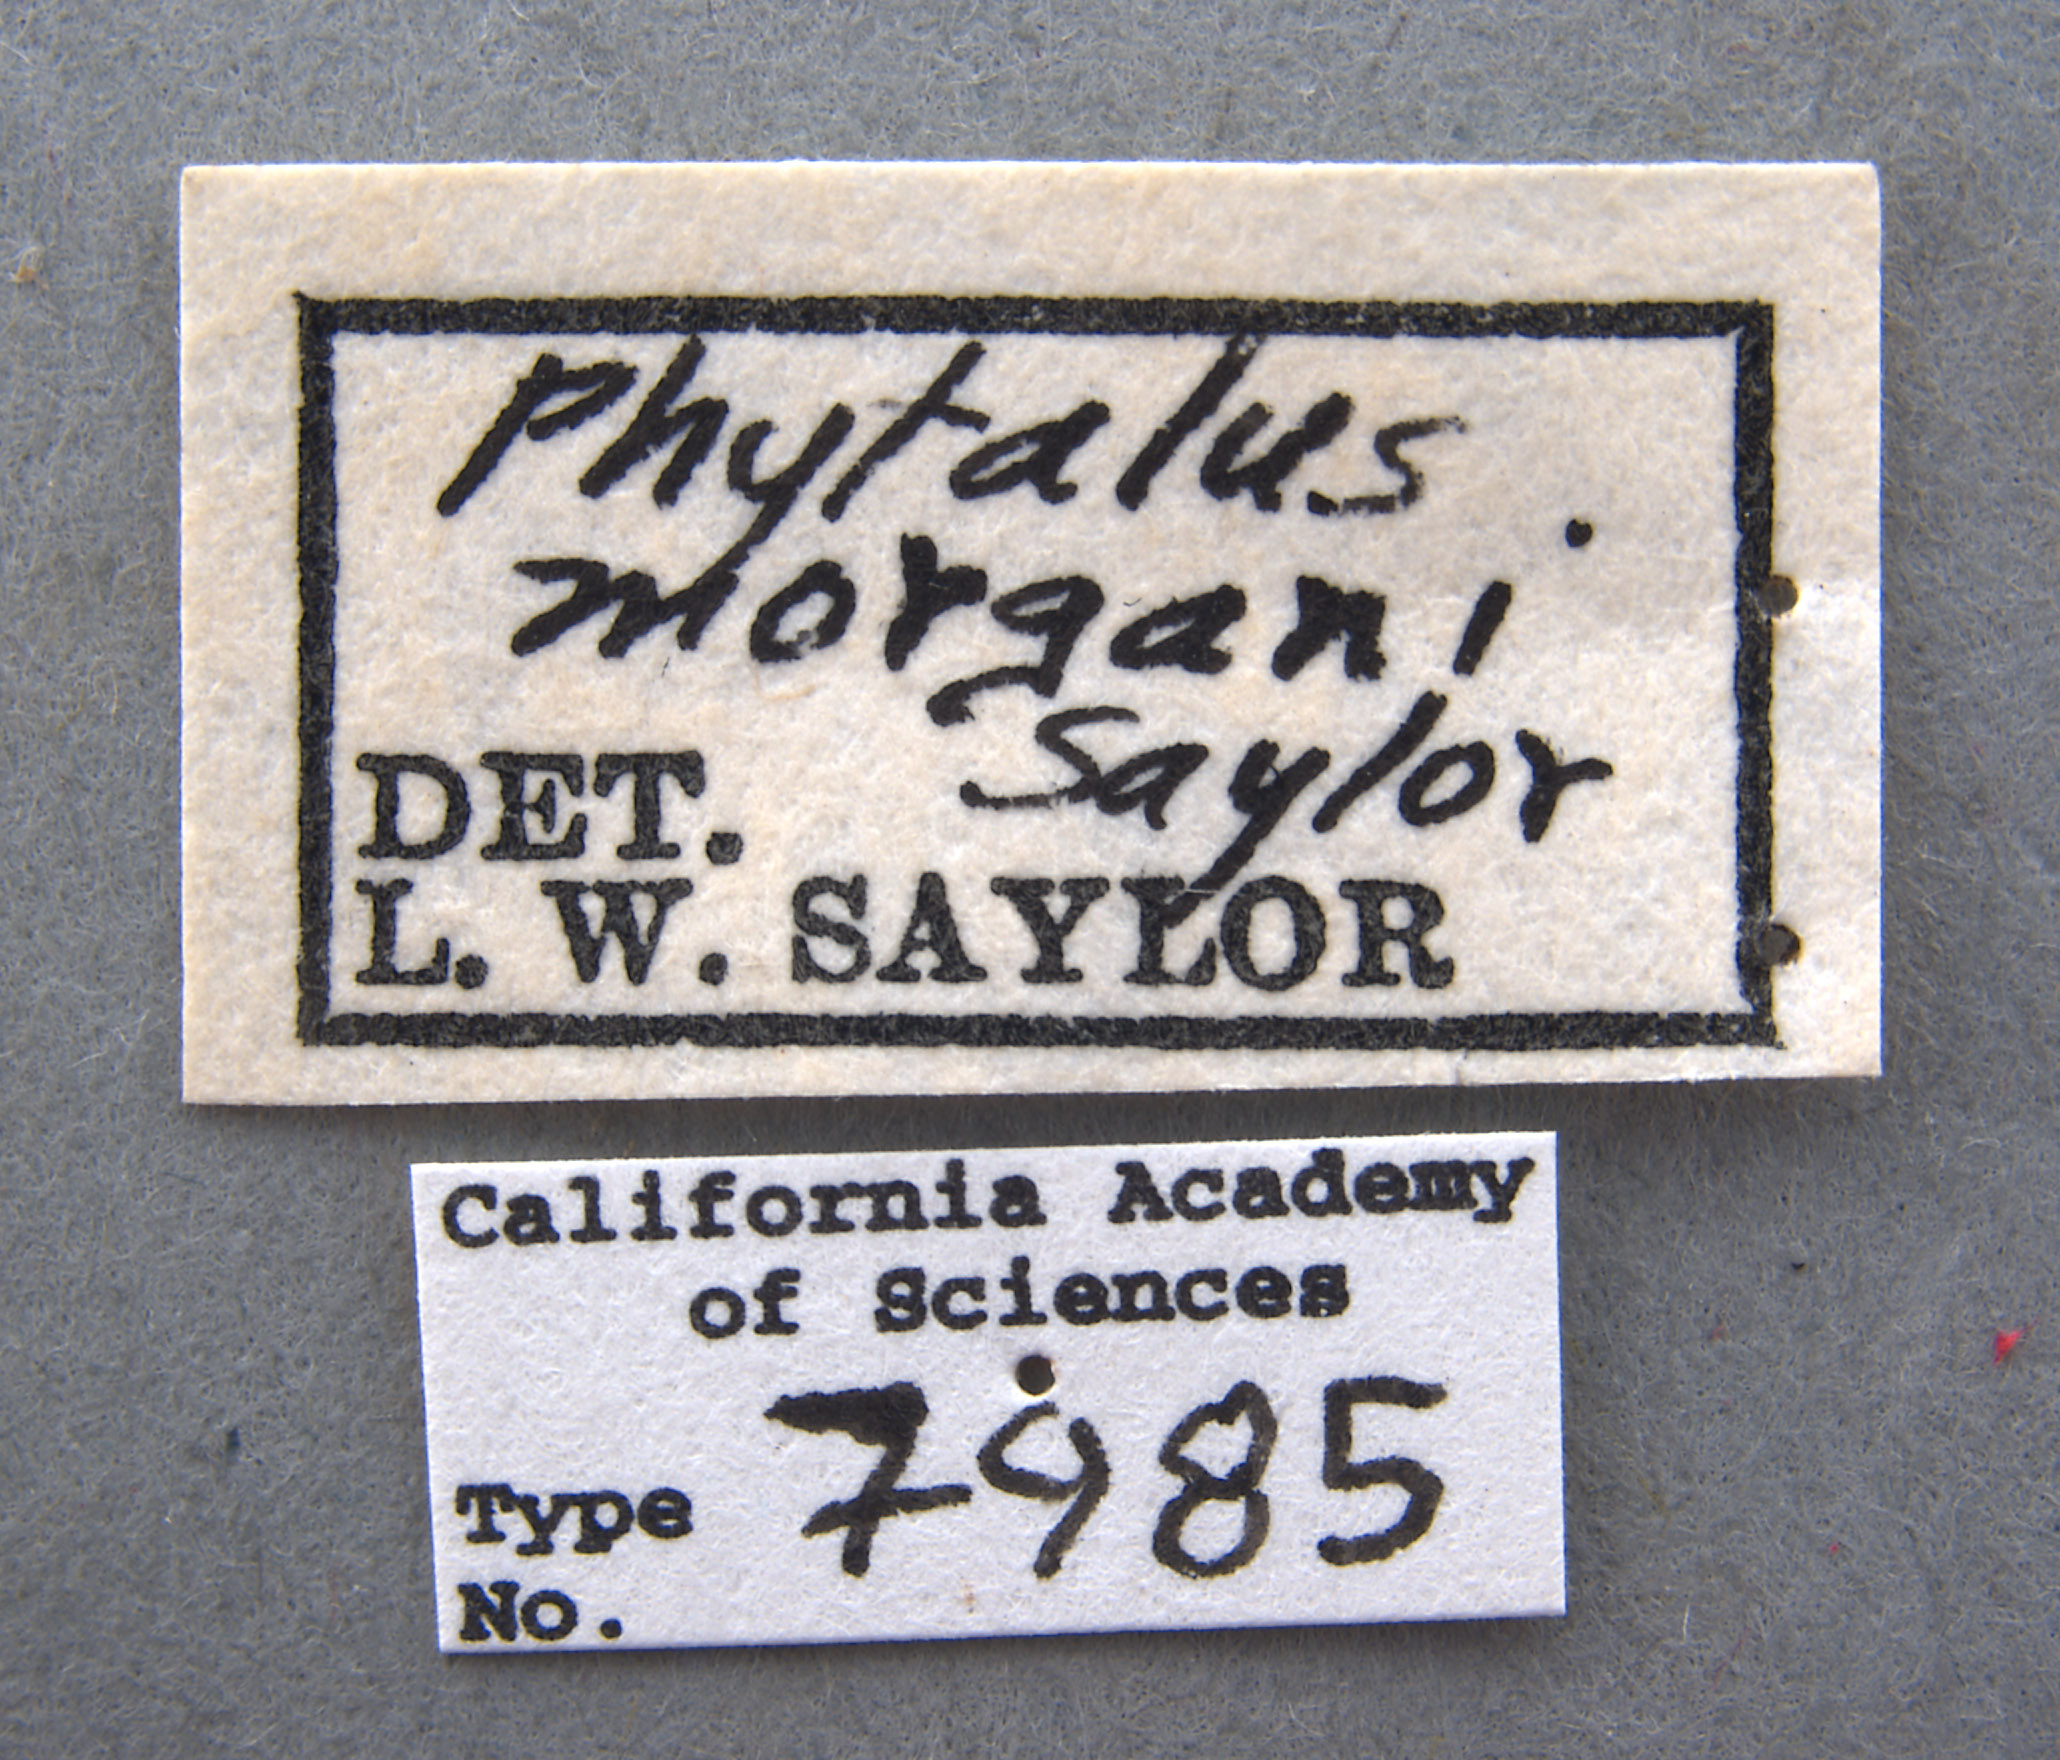 Phytalus
morgani
Saylor
DET.
L. W. SAYLOR
California Academy
of Sciences
Type 7985
No.